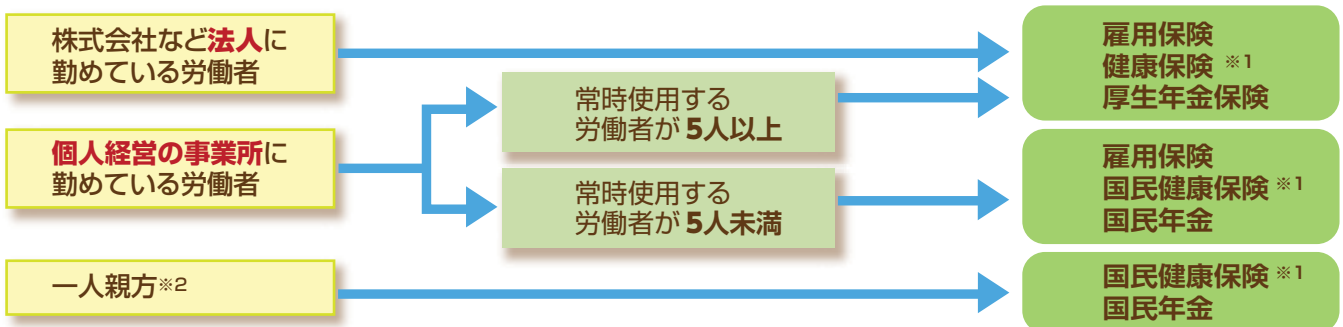 株式会社など法人に
勤めている労働者
雇用保険
健康保険 ※1
厚生年金保険
個人経営の事業所に
勤めている労働者
常時使用する
労働者が 5人以上
常時使用する
労働者が 5人未満
雇用保険
国民健康保険 ※1
国民年金
一人親方※2
国民健康保険 ※1
国民年金